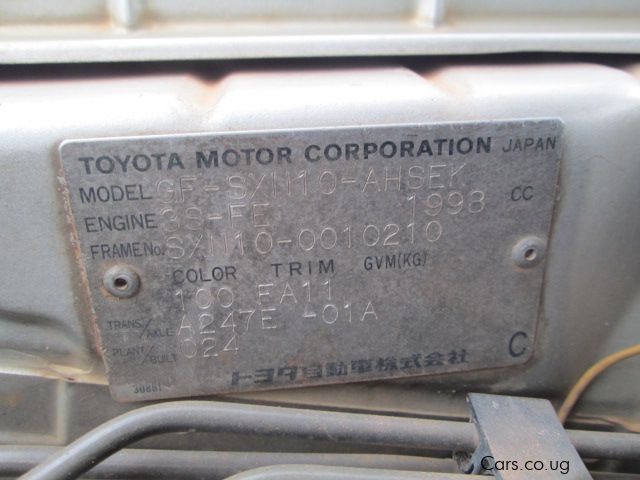 TOYOTA MOTOR CORPORATION JAPAN
MODEL GF-SXN10-AHSEK
ENGINE 3S-FE 1998 CC
FRAME No. SXN10-0010210
COLOR TRIM GVM(KG)
100 FA11
TRANS/AXLE A247E -01A
PLANT/BUILT 024
トヨタ自動車株式会社 C
Cars.co.ug